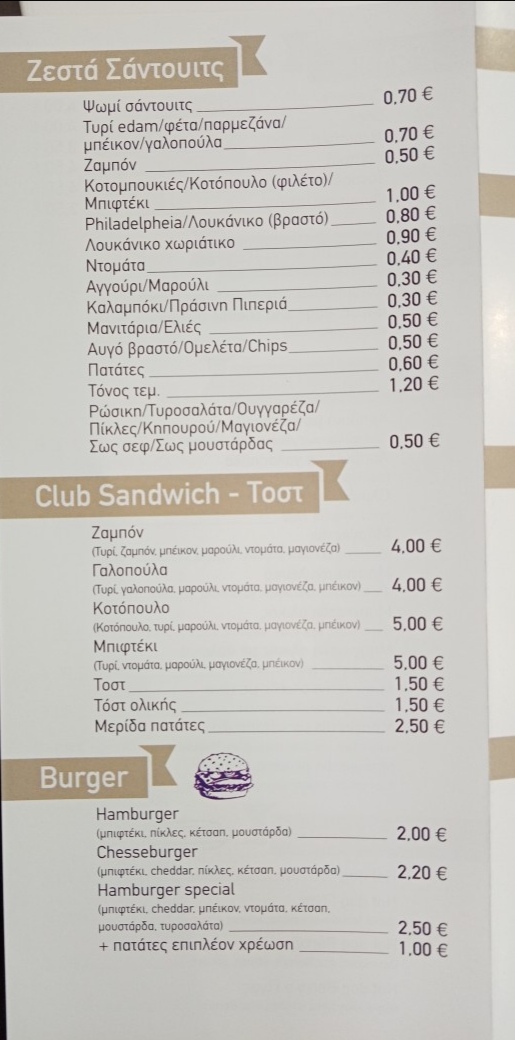 Ζεστά Σάντουιτς
Ψωμί σάντουιτς 0,70 €
Τυρί edam/φέτα/παρμεζάνα/
μπέικον/γαλοπούλα 0,70 €
Ζαμπόν 0,50 €
Κοτομπουκιές/Κοτόπουλο (φιλέτο)/
Μπιφτέκι 1,00 €
Philadelpheia/Λουκάνικο (βραστό) 0,80 €
Λουκάνικο χωριάτικο 0,90 €
Ντομάτα 0,40 €
Αγγούρι/Μαρούλι 0,30 €
Καλαμπόκι/Πράσινη Πιπεριά 0,30 €
Μανιτάρια/Ελιές 0,50 €
Αυγό βραστό/Ομελέτα/Chips 0,50 €
Πατάτες 0,60 €
Τόνος τεμ. 1,20 €
Ρώσικη/Τυροσαλάτα/Ουγγαρέζα/
Πίκλες/Κηπουρού/Μαγιονέζα/
Σως σεφ/Σως μουστάρδας 0,50 €
Club Sandwich - Τοστ
Ζαμπόν
(Τυρί, ζαμπόν, μπέικον, μαρούλι, ντομάτα, μαγιονέζα) 4,00 €
Γαλοπούλα
(Τυρί, γαλοπούλα, μαρούλι, ντομάτα, μαγιονέζα, μπέικον) 4,00 €
Κοτόπουλο
(Κοτόπουλο, τυρί, μαρούλι, ντομάτα, μαγιονέζα, μπέικον) 5,00 €
Μπιφτέκι
(Τυρί, ντομάτα, μαρούλι, μαγιονέζα, μπέικον) 5,00 €
Τοστ 1,50 €
Τόστ ολικής 1,50 €
Μερίδα πατάτες 2,50 €
Burger
Hamburger
(μπιφτέκι, πίκλες, κέτσαπ, μουστάρδα) 2,00 €
Chesseburger
(μπιφτέκι, cheddar, πίκλες, κέτσαπ, μουστάρδα) 2,20 €
Hamburger special
(μπιφτέκι, cheddar, μπέικον, ντομάτα, κέτσαπ,
μουστάρδα, τυροσαλάτα) 2,50 €
+ πατάτες επιπλέον χρέωση 1,00 €